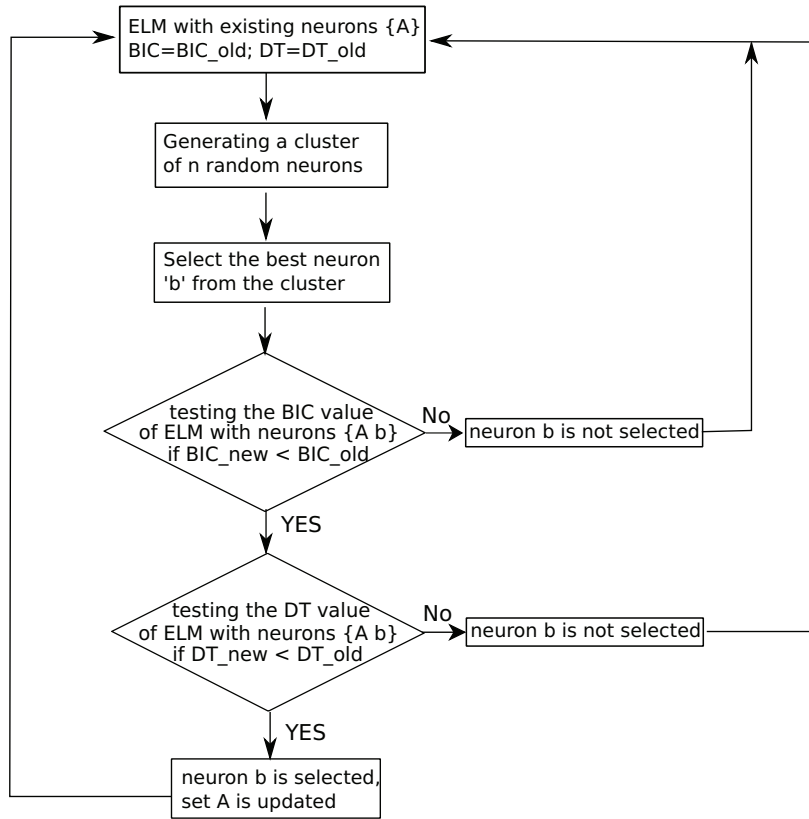 ELM with existing neurons {A}
BIC=BIC_old; DT=DT_old
Generating a cluster
of n random neurons
Select the best neuron
'b' from the cluster
testing the BIC value
of ELM with neurons {A b}
if BIC_new < BIC_old
No
neuron b is not selected
YES
testing the DT value
of ELM with neurons {A b}
if DT_new < DT_old
No
neuron b is not selected
YES
neuron b is selected,
set A is updated